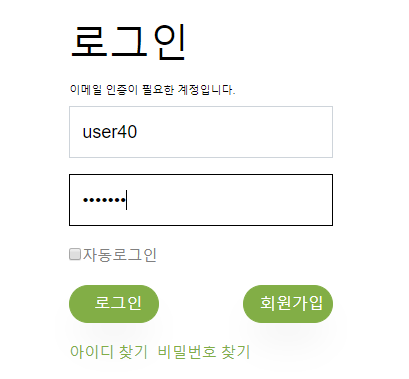 로그인
이메일 인증이 필요한 계정입니다.
user40
•••••••
자동로그인
로그인 회원가입
아이디 찾기 비밀번호 찾기